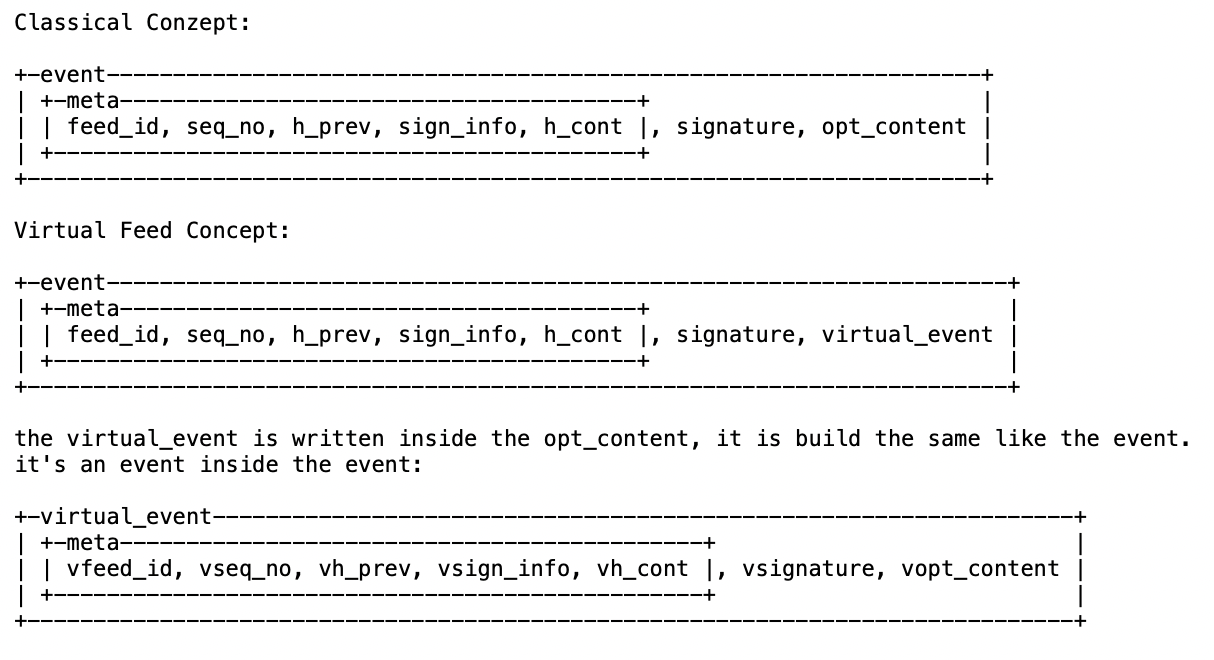 Classical Conzept:
+-event------------------------------------------------------------------+
| +-meta---------------------------------------+                         |
| | feed_id, seq_no, h_prev, sign_info, h_cont |, signature, opt_content |
| +--------------------------------------------+                         |
+------------------------------------------------------------------------+
Virtual Feed Concept:
+-event--------------------------------------------------------------------+
| +-meta---------------------------------------+                           |
| | feed_id, seq_no, h_prev, sign_info, h_cont |, signature, virtual_event |
| +--------------------------------------------+                           |
+--------------------------------------------------------------------------+
the virtual_event is written inside the opt_content, it is build the same like the event.
it's an event inside the event:
+-virtual_event-----------------------------------------------------------------+
| +-meta--------------------------------------------+                           |
| | vfeed_id, vseq_no, vh_prev, vsign_info, vh_cont |, vsignature, vopt_content |
| +-------------------------------------------------+                           |
+-------------------------------------------------------------------------------+